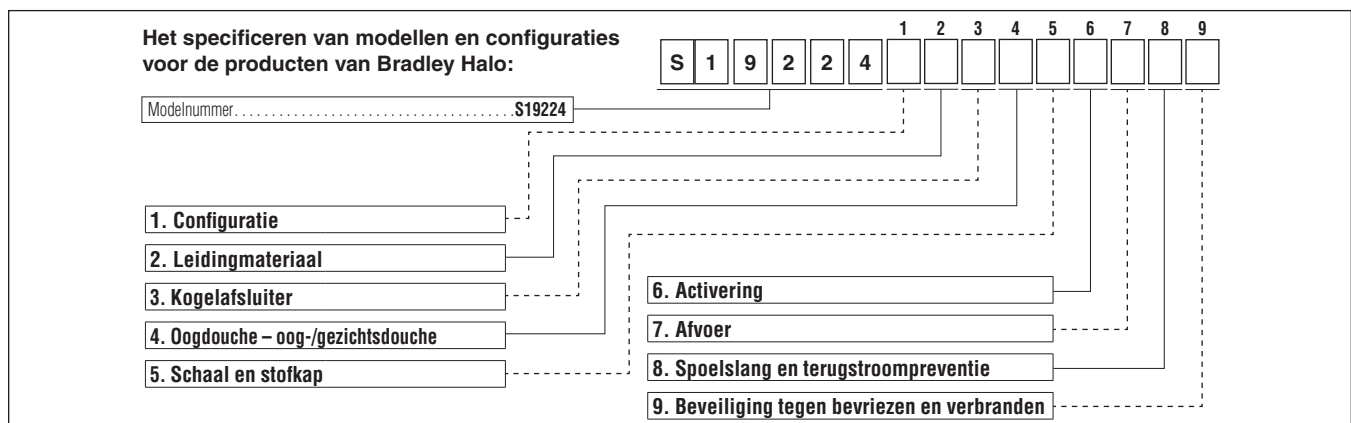 Het specificeren van modellen en configuraties
voor de producten van Bradley Halo:
1 2 3 4 5 6 7 8 9
S 1 9 2 2 4
Modelnummer. . . . . . . . . . . . . . . . . . . . . . . . . . . . . . . . . . . . .S19224
1. Configuratie
2. Leidingmateriaal
3. Kogelafsluiter
4. Oogdouche – oog-/gezichtsdouche
5. Schaal en stofkap
6. Activering
7. Afvoer
8. Spoelslang en terugstroompreventie
9. Beveiliging tegen bevriezen en verbranden